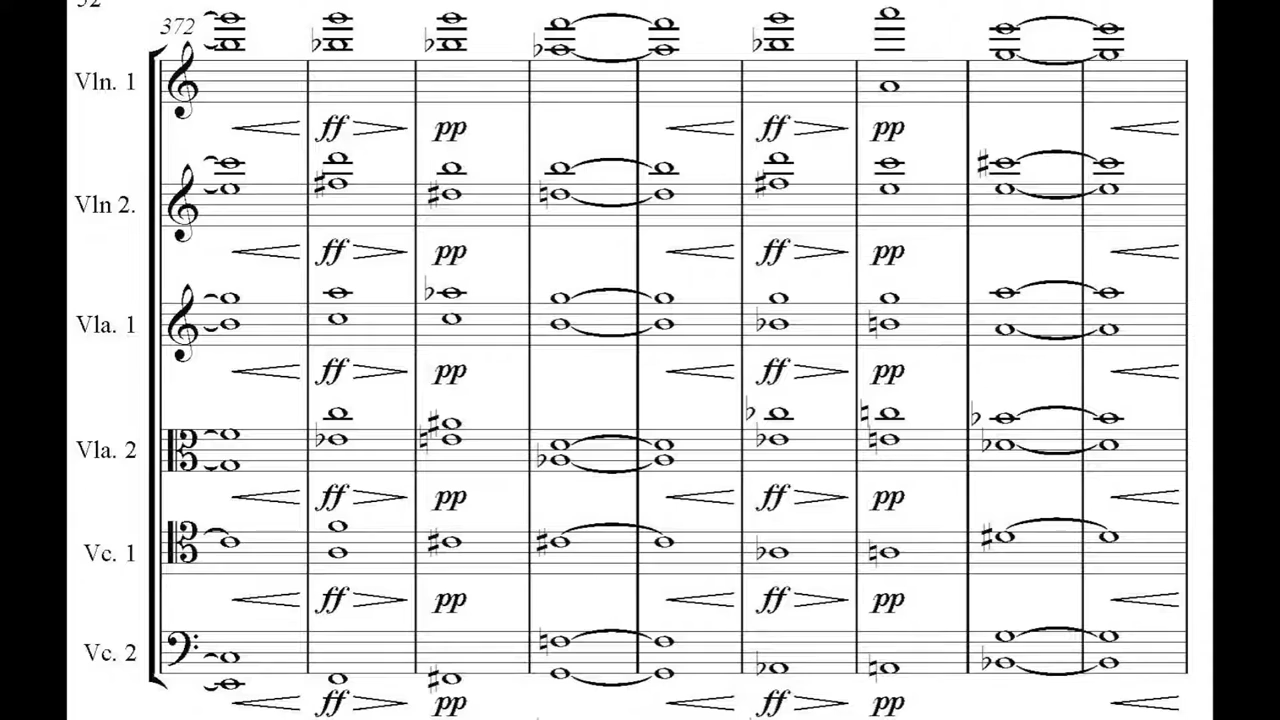 52
372
Vln. 1
ff pp ff pp
Vln 2.
ff pp ff pp
Vla. 1
ff pp ff pp
Vla. 2
ff pp ff pp
Vc. 1
ff pp ff pp
Vc. 2
ff pp ff pp